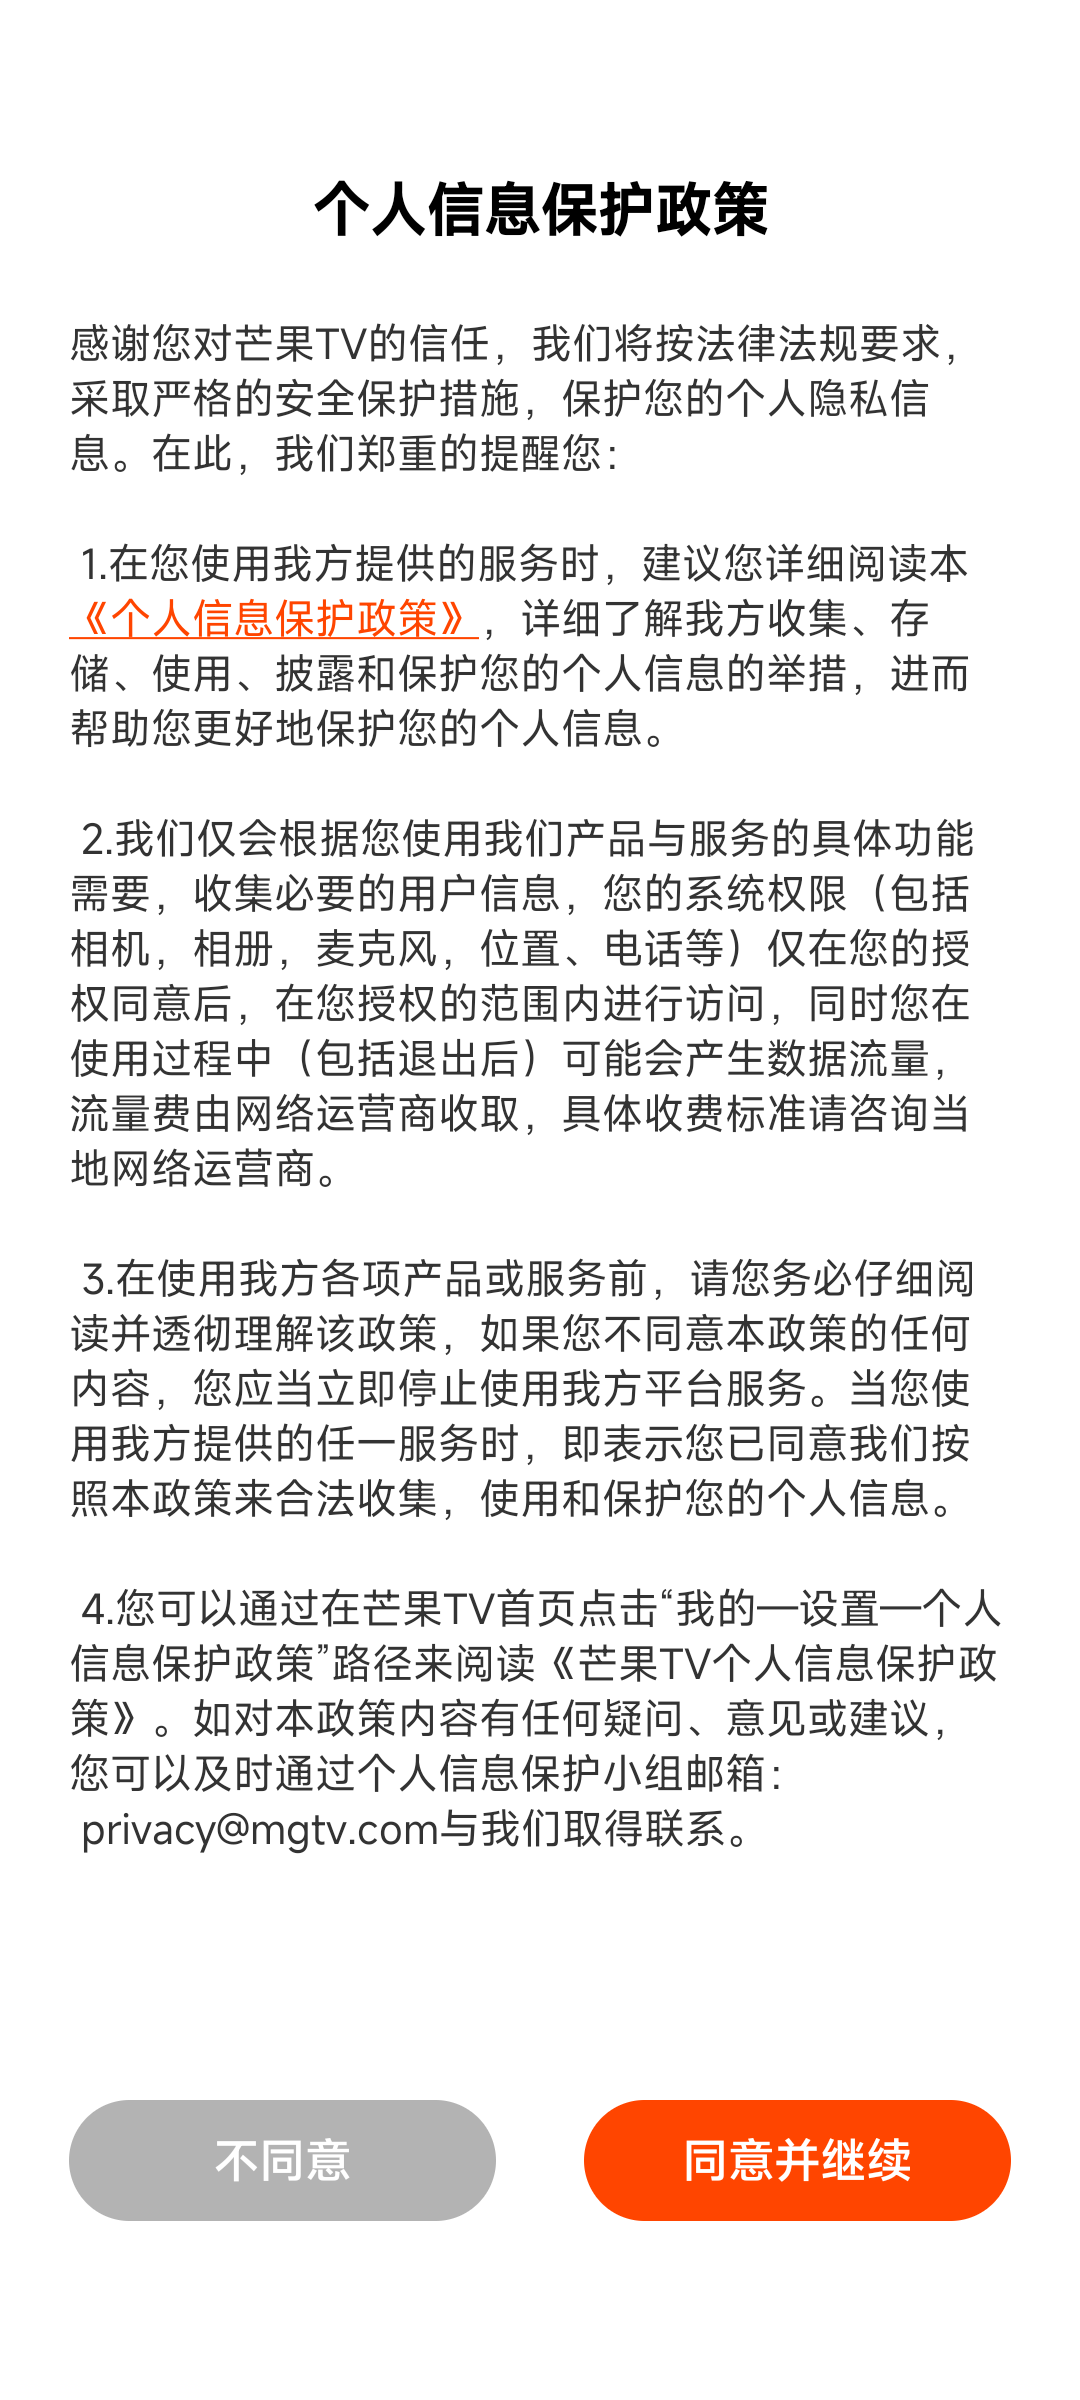 个人信息保护政策
感谢您对芒果TV的信任，我们将按法律法规要求，
采取严格的安全保护措施，保护您的个人隐私信
息。在此，我们郑重的提醒您：
1.在您使用我方提供的服务时，建议您详细阅读本
《个人信息保护政策》，详细了解我方收集、存
储、使用、披露和保护您的个人信息的举措，进而
帮助您更好地保护您的个人信息。
2.我们仅会根据您使用我们产品与服务的具体功能
需要，收集必要的用户信息，您的系统权限（包括
相机，相册，麦克风，位置、电话等）仅在您的授
权同意后，在您授权的范围内进行访问，同时您在
使用过程中（包括退出后）可能会产生数据流量，
流量费由网络运营商收取，具体收费标准请咨询当
地网络运营商。
3.在使用我方各项产品或服务前，请您务必仔细阅
读并透彻理解该政策，如果您不同意本政策的任何
内容，您应当立即停止使用我方平台服务。当您使
用我方提供的任一服务时，即表示您已同意我们按
照本政策来合法收集，使用和保护您的个人信息。
4.您可以通过在芒果TV首页点击“我的—设置—个人
信息保护政策”路径来阅读《芒果TV个人信息保护政
策》。如对本政策内容有任何疑问、意见或建议，
您可以及时通过个人信息保护小组邮箱：
privacy@mgtv.com与我们取得联系。
不同意
同意并继续